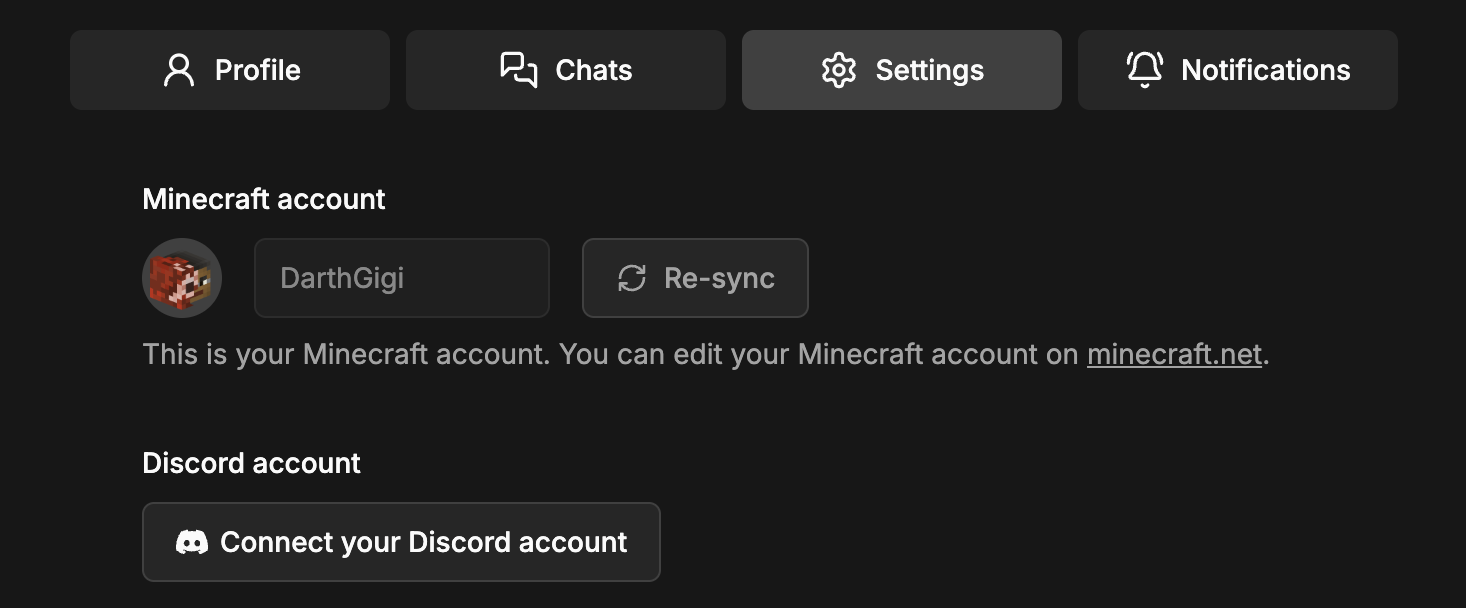 Profile
Chats
Settings
Notifications
Minecraft account
DarthGigi
Re-sync
This is your Minecraft account. You can edit your Minecraft account on minecraft.net.
Discord account
Connect your Discord account